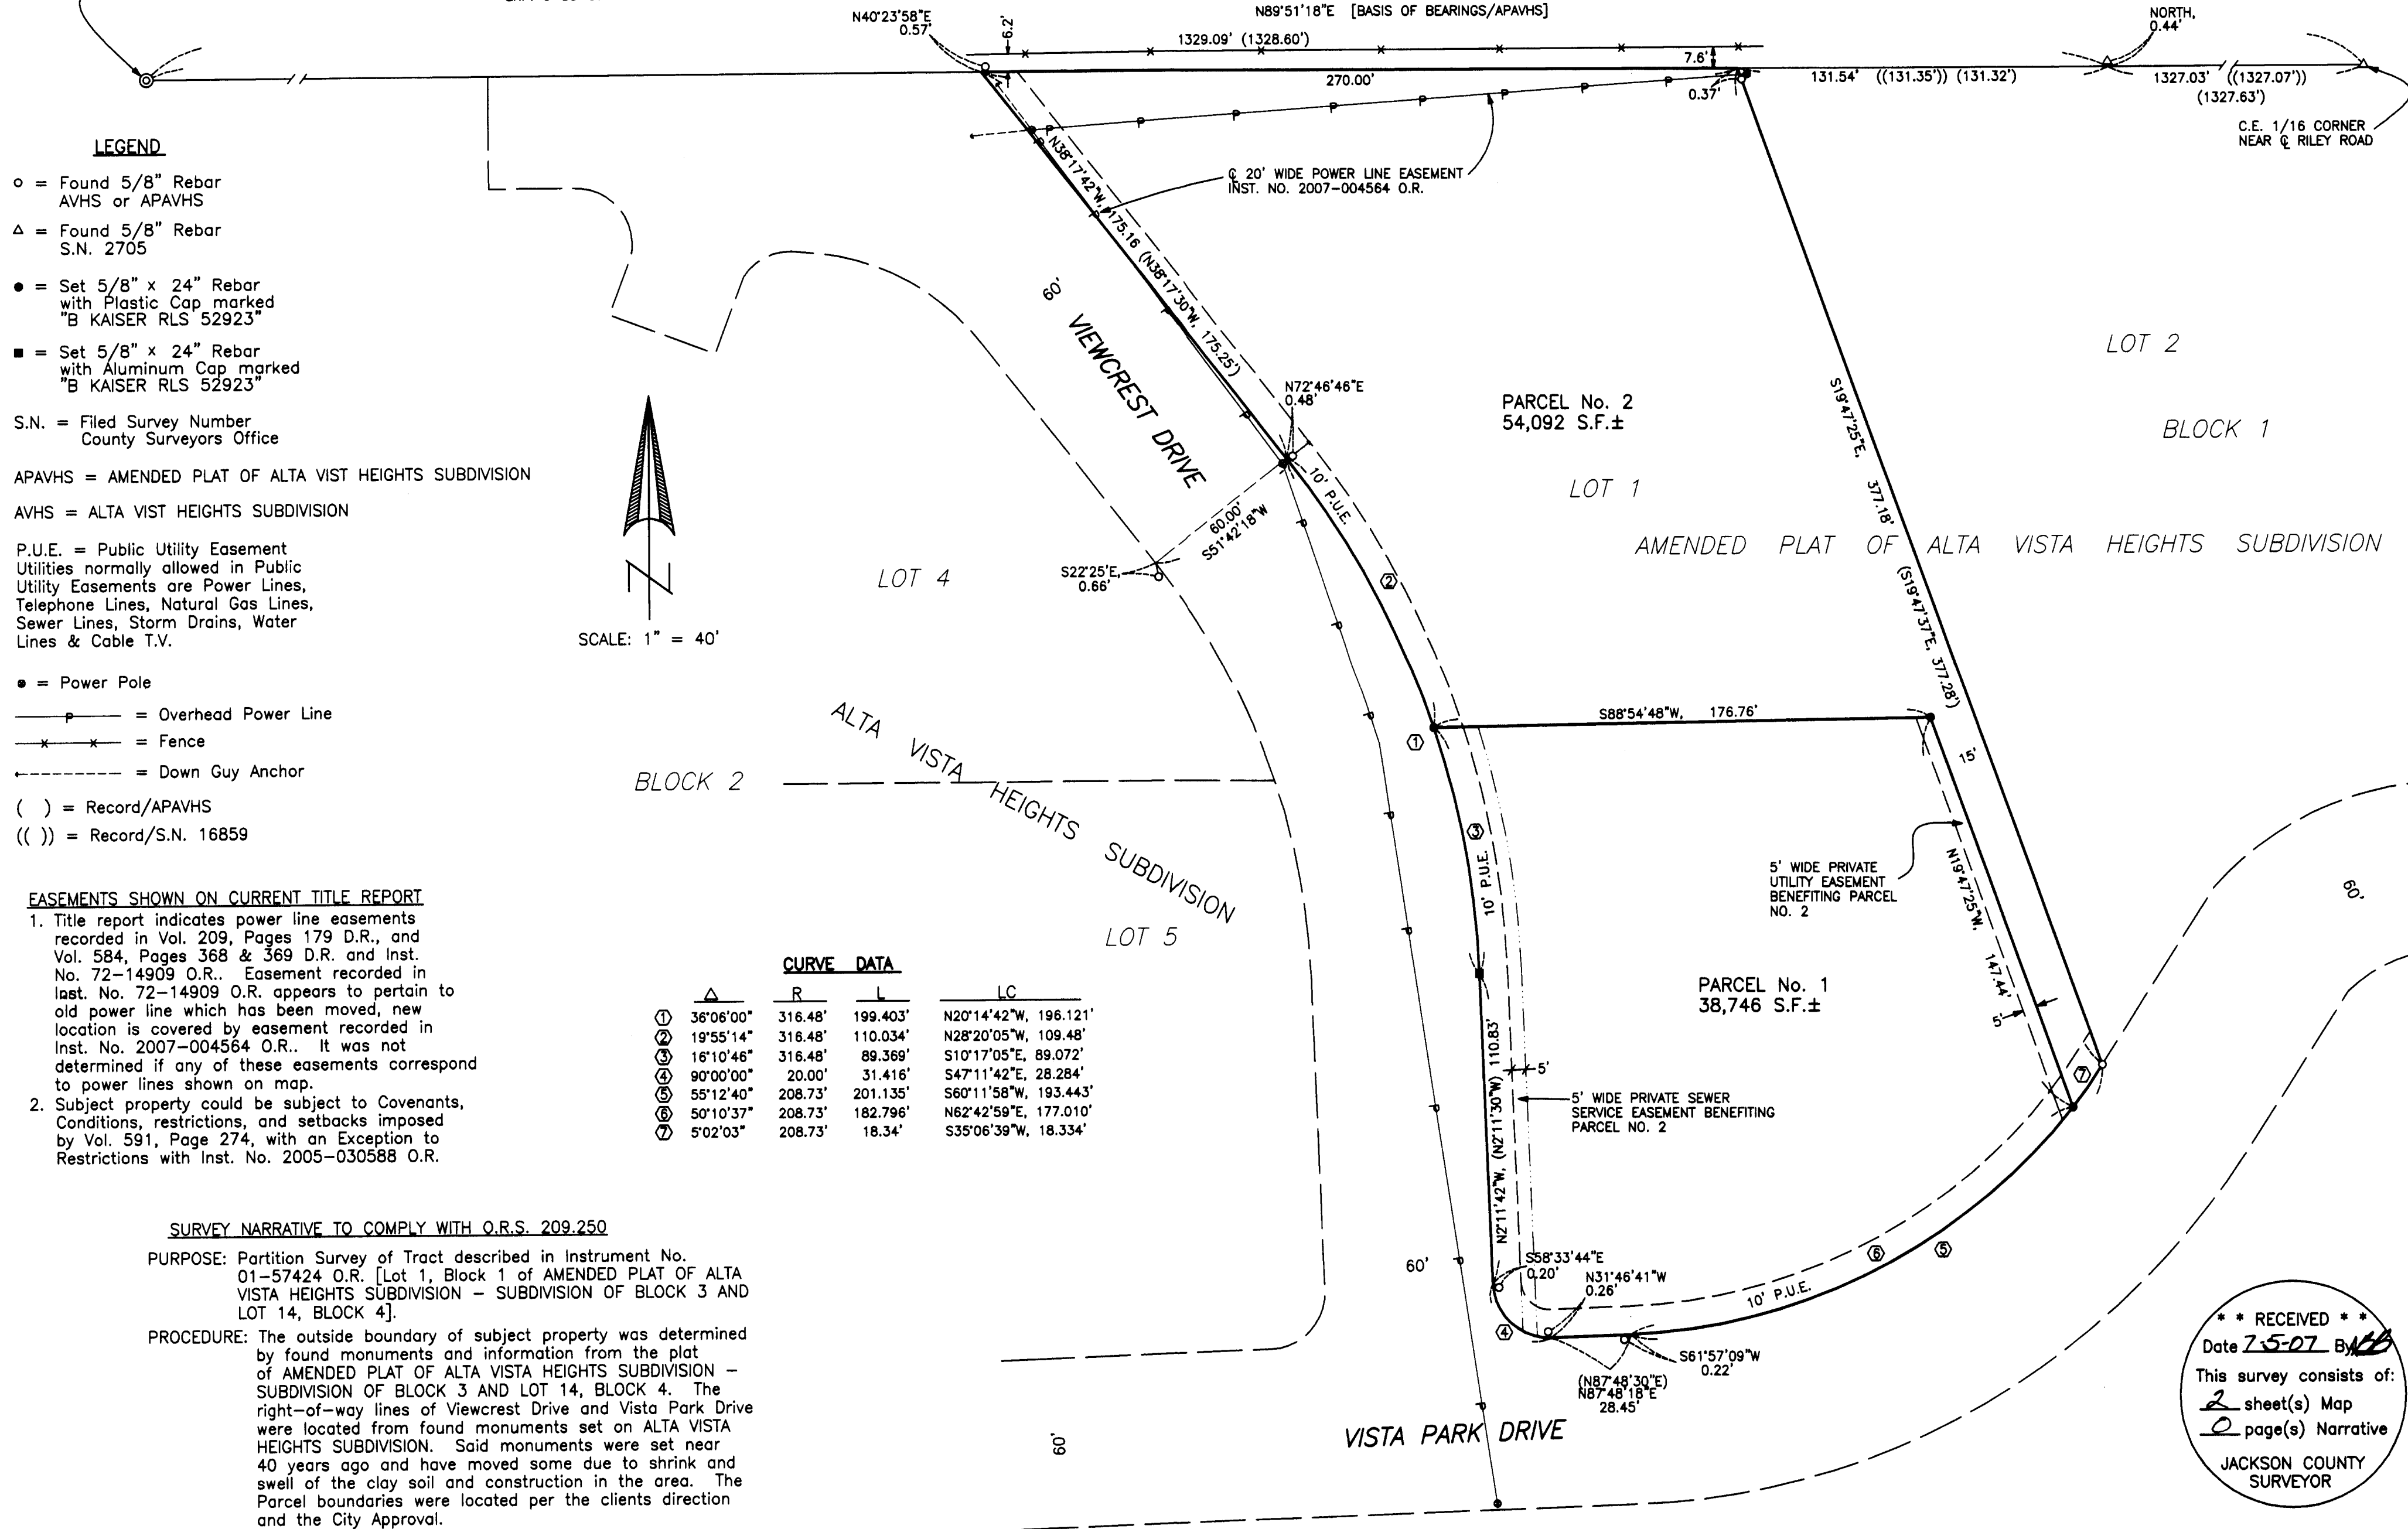 N89°51'18"E [BASIS OF BEARINGS/APAVHS]
N40°23'58"E
0.57'
6.2'
1329.09' (1328.60')
7.6'
NORTH,
0.44'
270.00'
0.37'
131.54' ((131.35')) (131.32')
1327.03' ((1327.07'))
(1327.63')
C.E. 1/16 CORNER
NEAR ℄ RILEY ROAD
LEGEND
○ = Found 5/8" Rebar
AVHS or APAVHS
△ = Found 5/8" Rebar
S.N. 2705
● = Set 5/8" x 24" Rebar
with Plastic Cap marked
"B KAISER RLS 52923"
■ = Set 5/8" x 24" Rebar
with Aluminum Cap marked
"B KAISER RLS 52923"
S.N. = Filed Survey Number
County Surveyors Office
APAVHS = AMENDED PLAT OF ALTA VIST HEIGHTS SUBDIVISION
AVHS = ALTA VIST HEIGHTS SUBDIVISION
P.U.E. = Public Utility Easement
Utilities normally allowed in Public
Utility Easements are Power Lines,
Telephone Lines, Natural Gas Lines,
Sewer Lines, Storm Drains, Water
Lines & Cable T.V.
= Power Pole
P = Overhead Power Line
x x = Fence
= Down Guy Anchor
( ) = Record/APAVHS
(( )) = Record/S.N. 16859
N
SCALE: 1" = 40'
℄ 20' WIDE POWER LINE EASEMENT
INST. NO. 2007-004564 O.R.
N38°17'42"W, 175.16 (N38°17'30"W, 175.25')
60'
VIEWCREST DRIVE
N72°46'46"E
0.48'
10' P.U.E.
60.00'
S51°42'18"W
S22°25'E,
0.66'
LOT 4
PARCEL No. 2
54,092 S.F.±
LOT 1
LOT 2
BLOCK 1
AMENDED PLAT OF ALTA VISTA HEIGHTS SUBDIVISION
S19°47'25"E, 377.18' (S19°47'37"E, 377.28')
2
S88°54'48"W, 176.76'
1
15'
ALTA VISTA HEIGHTS SUBDIVISION
BLOCK 2
LOT 5
3
10' P.U.E.
5' WIDE PRIVATE
UTILITY EASEMENT
BENEFITING PARCEL
NO. 2
N19°47'25"W, 147.44'
5'
60'
PARCEL No. 1
38,746 S.F.±
7
N2°11'42"W, (N2°11'30"W) 110.83'
5'
5' WIDE PRIVATE SEWER
SERVICE EASEMENT BENEFITING
PARCEL NO. 2
EASEMENTS SHOWN ON CURRENT TITLE REPORT
1. Title report indicates power line easements
recorded in Vol. 209, Pages 179 D.R., and
Vol. 584, Pages 368 & 369 D.R. and Inst.
No. 72-14909 O.R.. Easement recorded in
Inst. No. 72-14909 O.R. appears to pertain to
old power line which has been moved, new
location is covered by easement recorded in
Inst. No. 2007-004564 O.R.. It was not
determined if any of these easements correspond
to power lines shown on map.
2. Subject property could be subject to Covenants,
Conditions, restrictions, and setbacks imposed
by Vol. 591, Page 274, with an Exception to
Restrictions with Inst. No. 2005-030588 O.R.
CURVE DATA
△ R L LC
1 36°06'00" 316.48' 199.403' N20°14'42"W, 196.121'
2 19°55'14" 316.48' 110.034' N28°20'05"W, 109.48'
3 16°10'46" 316.48' 89.369' S10°17'05"E, 89.072'
4 90°00'00" 20.00' 31.416' S47°11'42"E, 28.284'
5 55°12'40" 208.73' 201.135' S60°11'58"W, 193.443'
6 50°10'37" 208.73' 182.796' N62°42'59"E, 177.010'
7 5°02'03" 208.73' 18.34' S35°06'39"W, 18.334'
SURVEY NARRATIVE TO COMPLY WITH O.R.S. 209.250
PURPOSE: Partition Survey of Tract described in Instrument No.
01-57424 O.R. [Lot 1, Block 1 of AMENDED PLAT OF ALTA
VISTA HEIGHTS SUBDIVISION - SUBDIVISION OF BLOCK 3 AND
LOT 14, BLOCK 4].
PROCEDURE: The outside boundary of subject property was determined
by found monuments and information from the plat
of AMENDED PLAT OF ALTA VISTA HEIGHTS SUBDIVISION -
SUBDIVISION OF BLOCK 3 AND LOT 14, BLOCK 4. The
right-of-way lines of Viewcrest Drive and Vista Park Drive
were located from found monuments set on ALTA VISTA
HEIGHTS SUBDIVISION. Said monuments were set near
40 years ago and have moved some due to shrink and
swell of the clay soil and construction in the area. The
Parcel boundaries were located per the clients direction
and the City Approval.
60'
S58°33'44"E
0.20'
N31°46'41"W
0.26'
4
6
5
10' P.U.E.
S61°57'09"W
0.22'
(N87°48'30"E)
N87°48'18"E
28.45'
60'
VISTA PARK DRIVE
* * RECEIVED * *
Date 7-5-07 By
This survey consists of:
2 sheet(s) Map
0 page(s) Narrative
JACKSON COUNTY
SURVEYOR